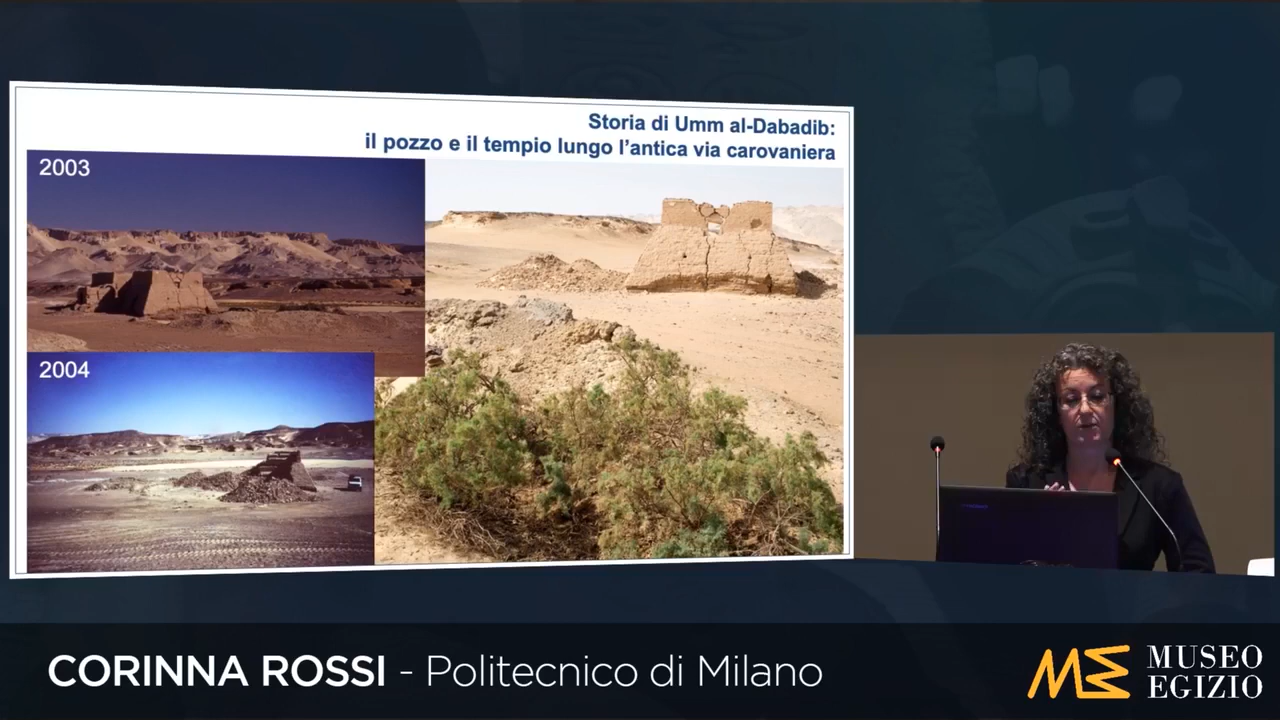 Storia di Umm al-Dabadib:
il pozzo e il tempio lungo l'antica via carovaniera
2003
2004
CORINNA ROSSI - Politecnico di Milano
ME
MUSEO
EGIZIO